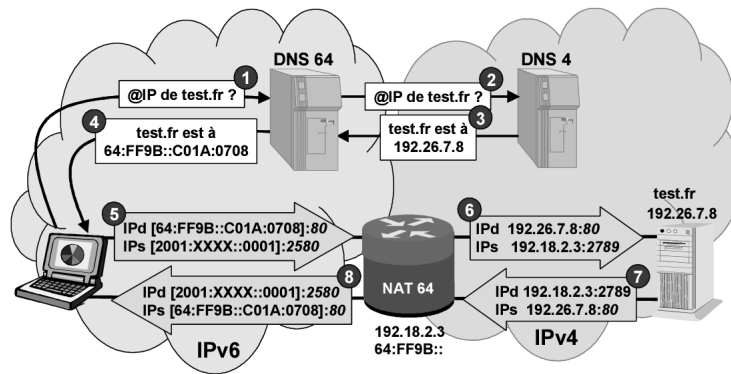 DNS 64
DNS 4
1
@IP de test.fr ?
2
@IP de test.fr ?
4
test.fr est à
64:FF9B::C01A:0708
3
test.fr est à
192.26.7.8
test.fr
192.26.7.8
5
IPd [64:FF9B::C01A:0708]:80
IPs [2001:XXXX::0001]:2580
6
IPd 192.26.7.8:80
IPs 192.18.2.3:2789
8
IPd [2001:XXXX::0001]:2580
IPs [64:FF9B::C01A:0708]:80
NAT 64
7
IPd 192.18.2.3:2789
IPs 192.26.7.8:80
192.18.2.3
64:FF9B::
IPv6
IPv4